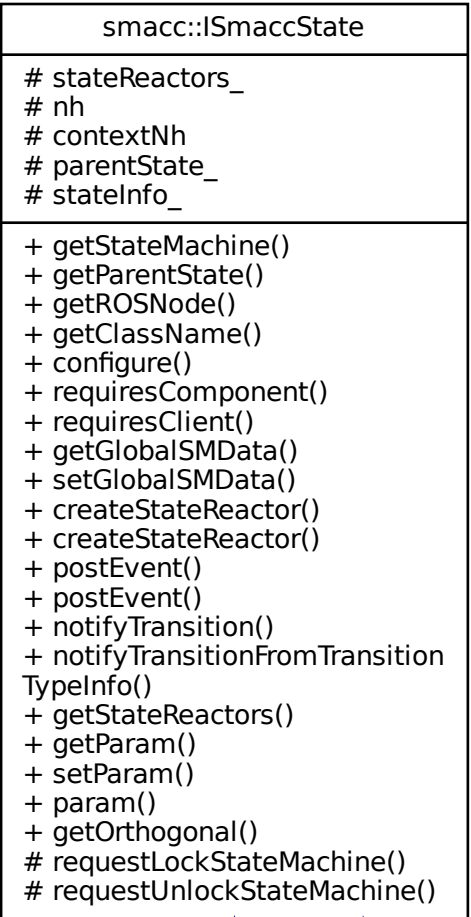 smacc::ISmaccState
# stateReactors_
# nh
# contextNh
# parentState_
# stateInfo_
+ getStateMachine()
+ getParentState()
+ getROSNode()
+ getClassName()
+ configure()
+ requiresComponent()
+ requiresClient()
+ getGlobalSMData()
+ setGlobalSMData()
+ createStateReactor()
+ createStateReactor()
+ postEvent()
+ postEvent()
+ notifyTransition()
+ notifyTransitionFromTransition
TypeInfo()
+ getStateReactors()
+ getParam()
+ setParam()
+ param()
+ getOrthogonal()
# requestLockStateMachine()
# requestUnlockStateMachine()